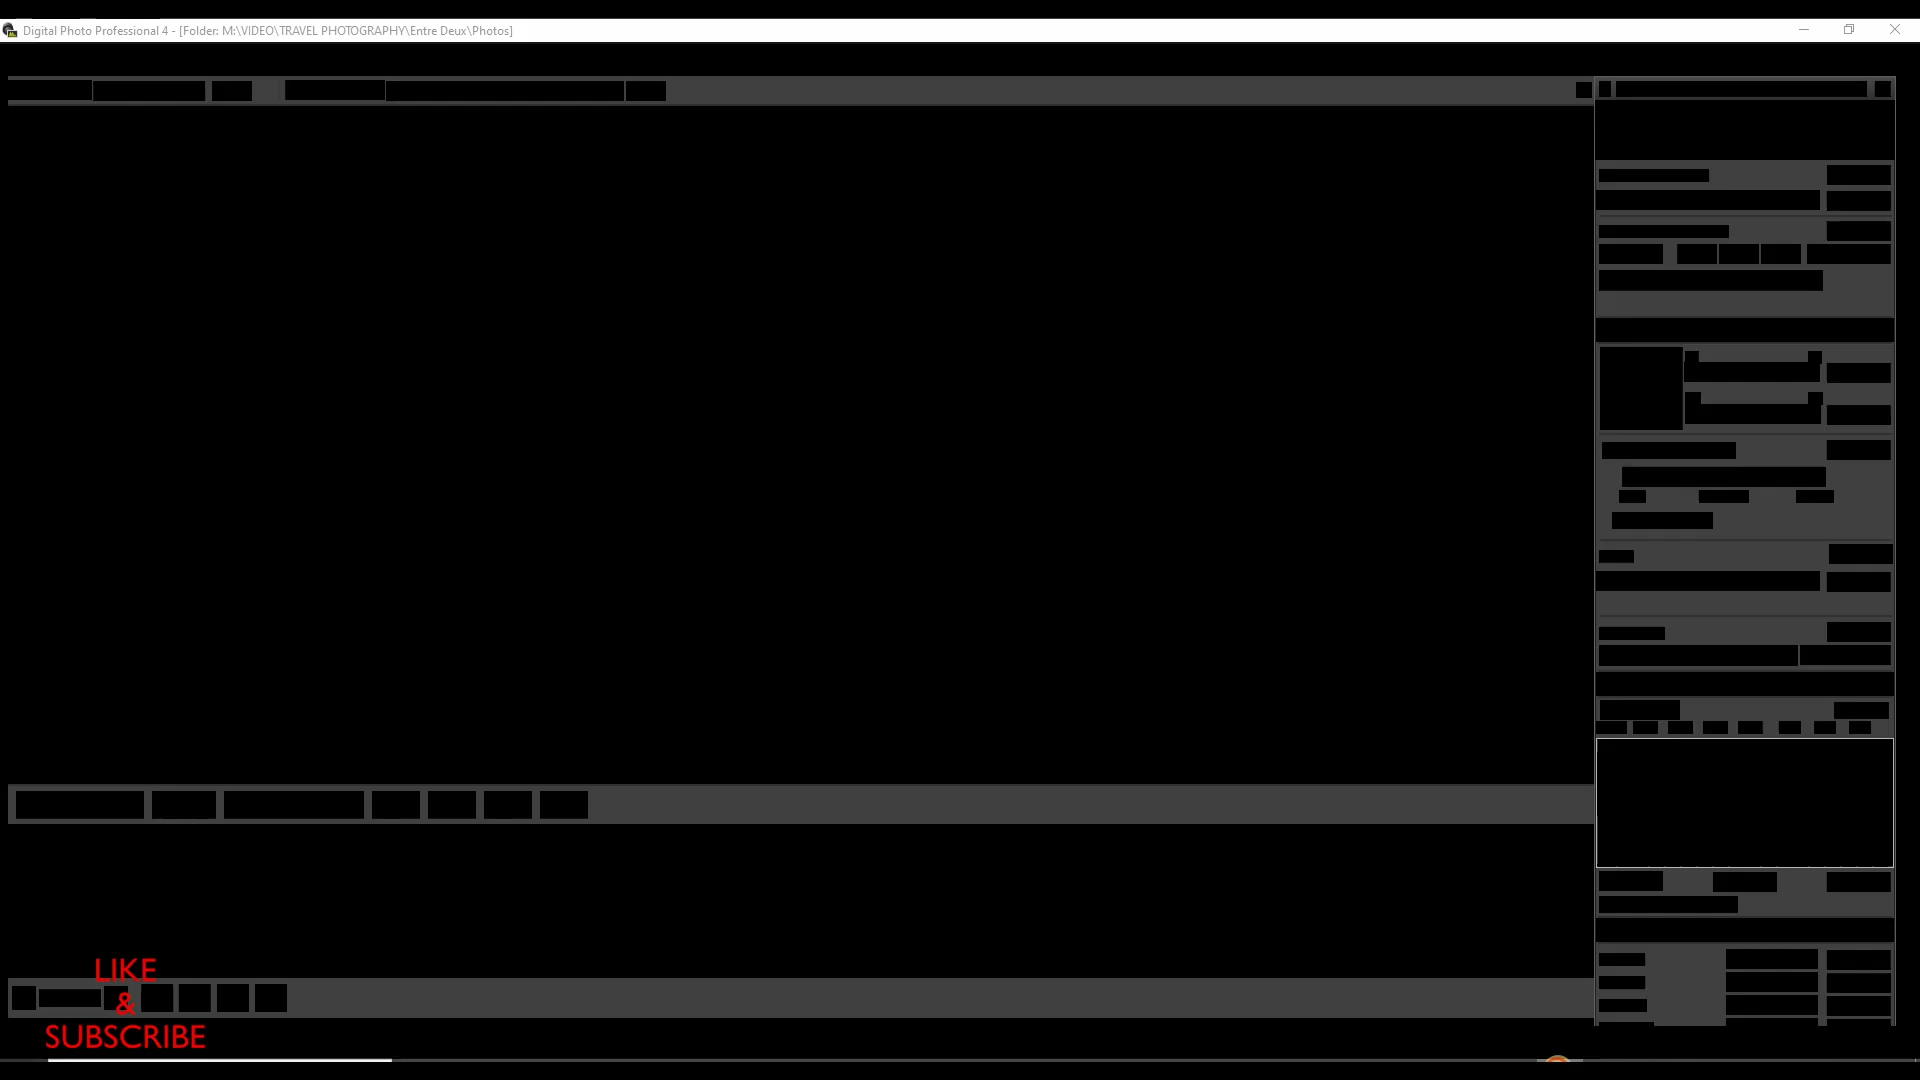 Digital Photo Professional 4 - [Folder: M:\VIDEO\TRAVEL PHOTOGRAPHY\Entre Deux\Photos]
LIKE
&
SUBSCRIBE